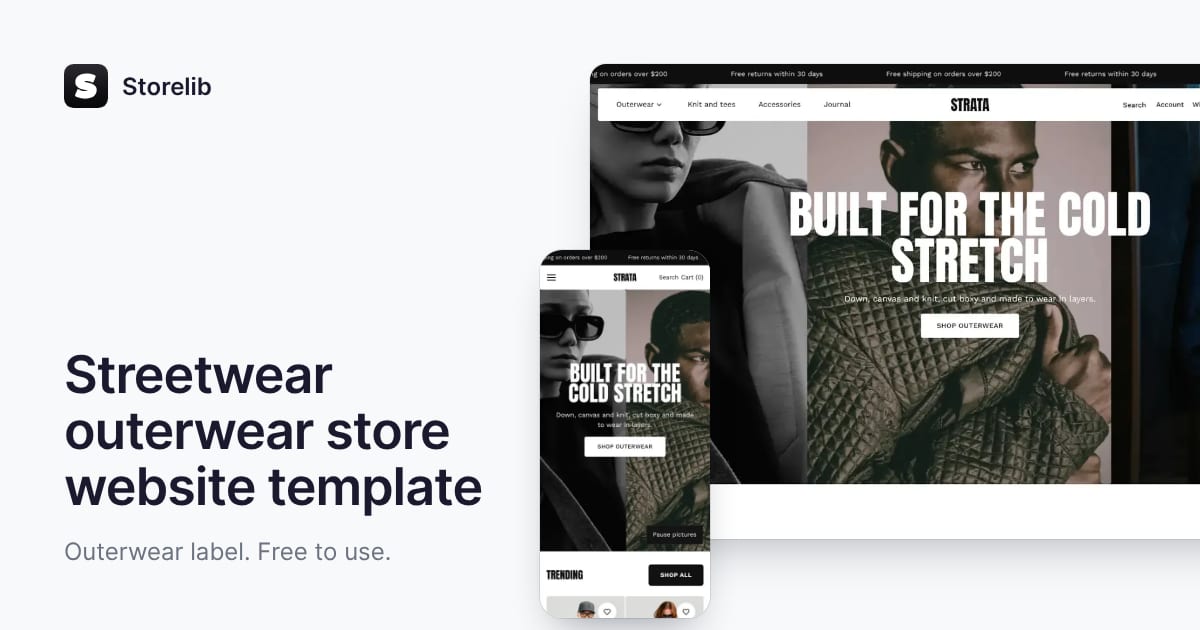 Storelib
Streetwear
outerwear store
website template
Outerwear label. Free to use.
on orders over $200 Free returns within 30 days Free shipping on orders over $200 Free returns within 30 days
Outerwear Knit and tees Accessories Journal STRATA Search Account
BUILT FOR THE COLD
STRETCH
Down, canvas and knit, cut boxy and made to wear in layers.
SHOP OUTERWEAR
on orders over $200 Free returns within 30 days
STRATA Search Cart (0)
BUILT FOR THE
COLD STRETCH
Down, canvas and knit, cut boxy and made
to wear in layers.
SHOP OUTERWEAR
Pause pictures
TRENDING SHOP ALL